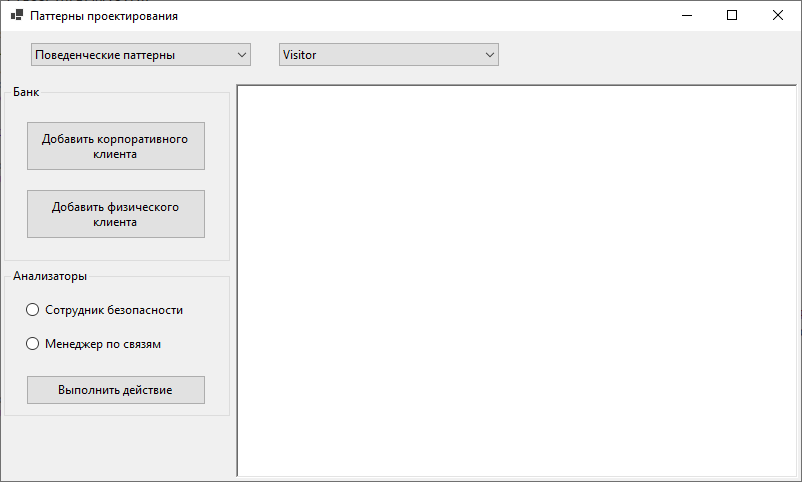 Паттерны проектирования
Поведенческие паттерны
Visitor
Банк
Добавить корпоративного
клиента
Добавить физического
клиента
Анализаторы
Сотрудник безопасности
Менеджер по связям
Выполнить действие